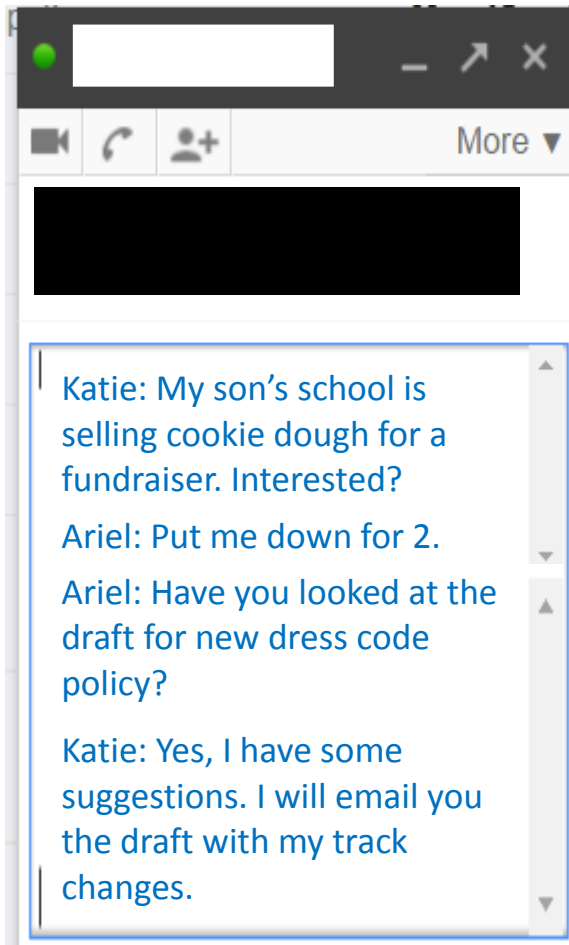 More ▼
Katie: My son’s school is
selling cookie dough for a
fundraiser. Interested?
Ariel: Put me down for 2.
Ariel: Have you looked at the
draft for new dress code
policy?
Katie: Yes, I have some
suggestions. I will email you
the draft with my track
changes.